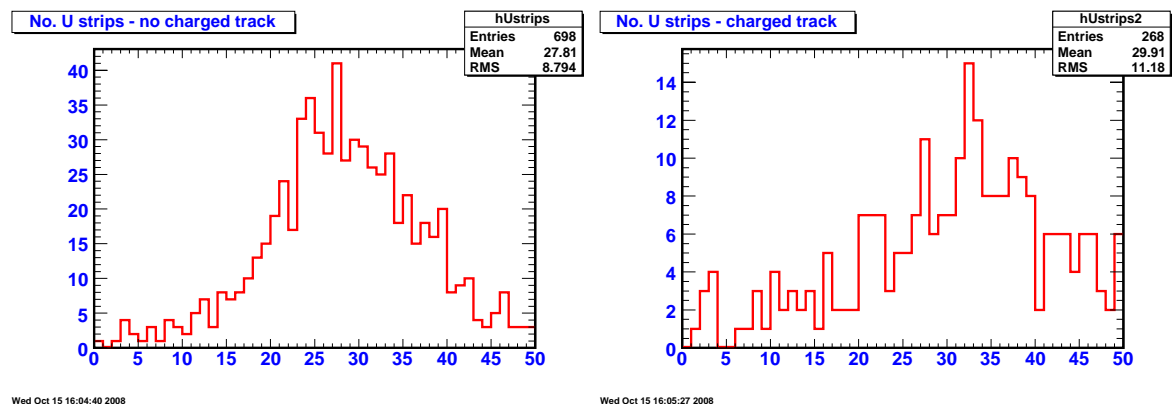 No. U strips - no charged track
hUstrips
Entries 698
Mean 27.81
RMS 8.794
40
35
30
25
20
15
10
5
0
0 5 10 15 20 25 30 35 40 45 50
Wed Oct 15 16:04:40 2008
No. U strips - charged track
hUstrips2
Entries 268
Mean 29.91
RMS 11.18
14
12
10
8
6
4
2
0
0 5 10 15 20 25 30 35 40 45 50
Wed Oct 15 16:05:27 2008